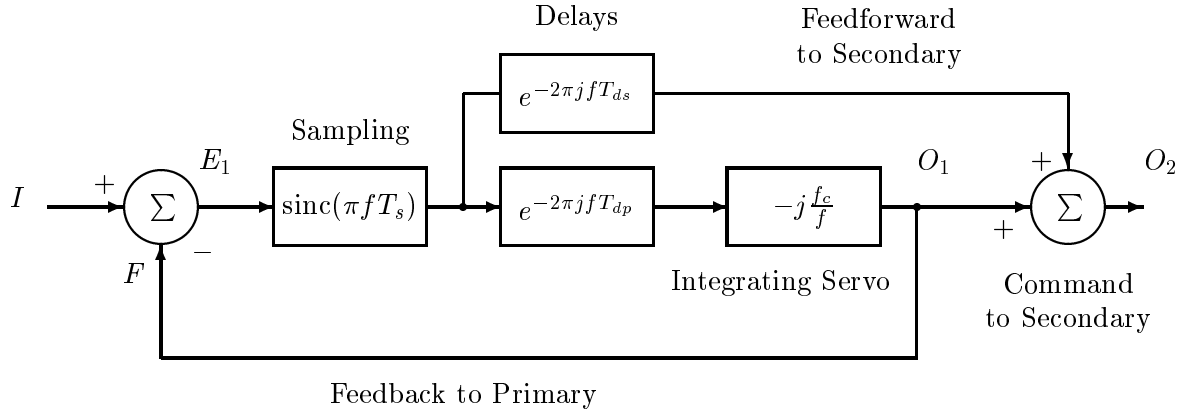 Delays
Feedforward
to Secondary
e^{-2πjfT_{ds}}
Sampling
I
+
Σ
E_1
sinc(πfT_s)
e^{-2πjfT_{dp}}
-j\frac{f_c}{f}
O_1
+
Σ
O_2
−
+
F
Integrating Servo
Command
to Secondary
Feedback to Primary